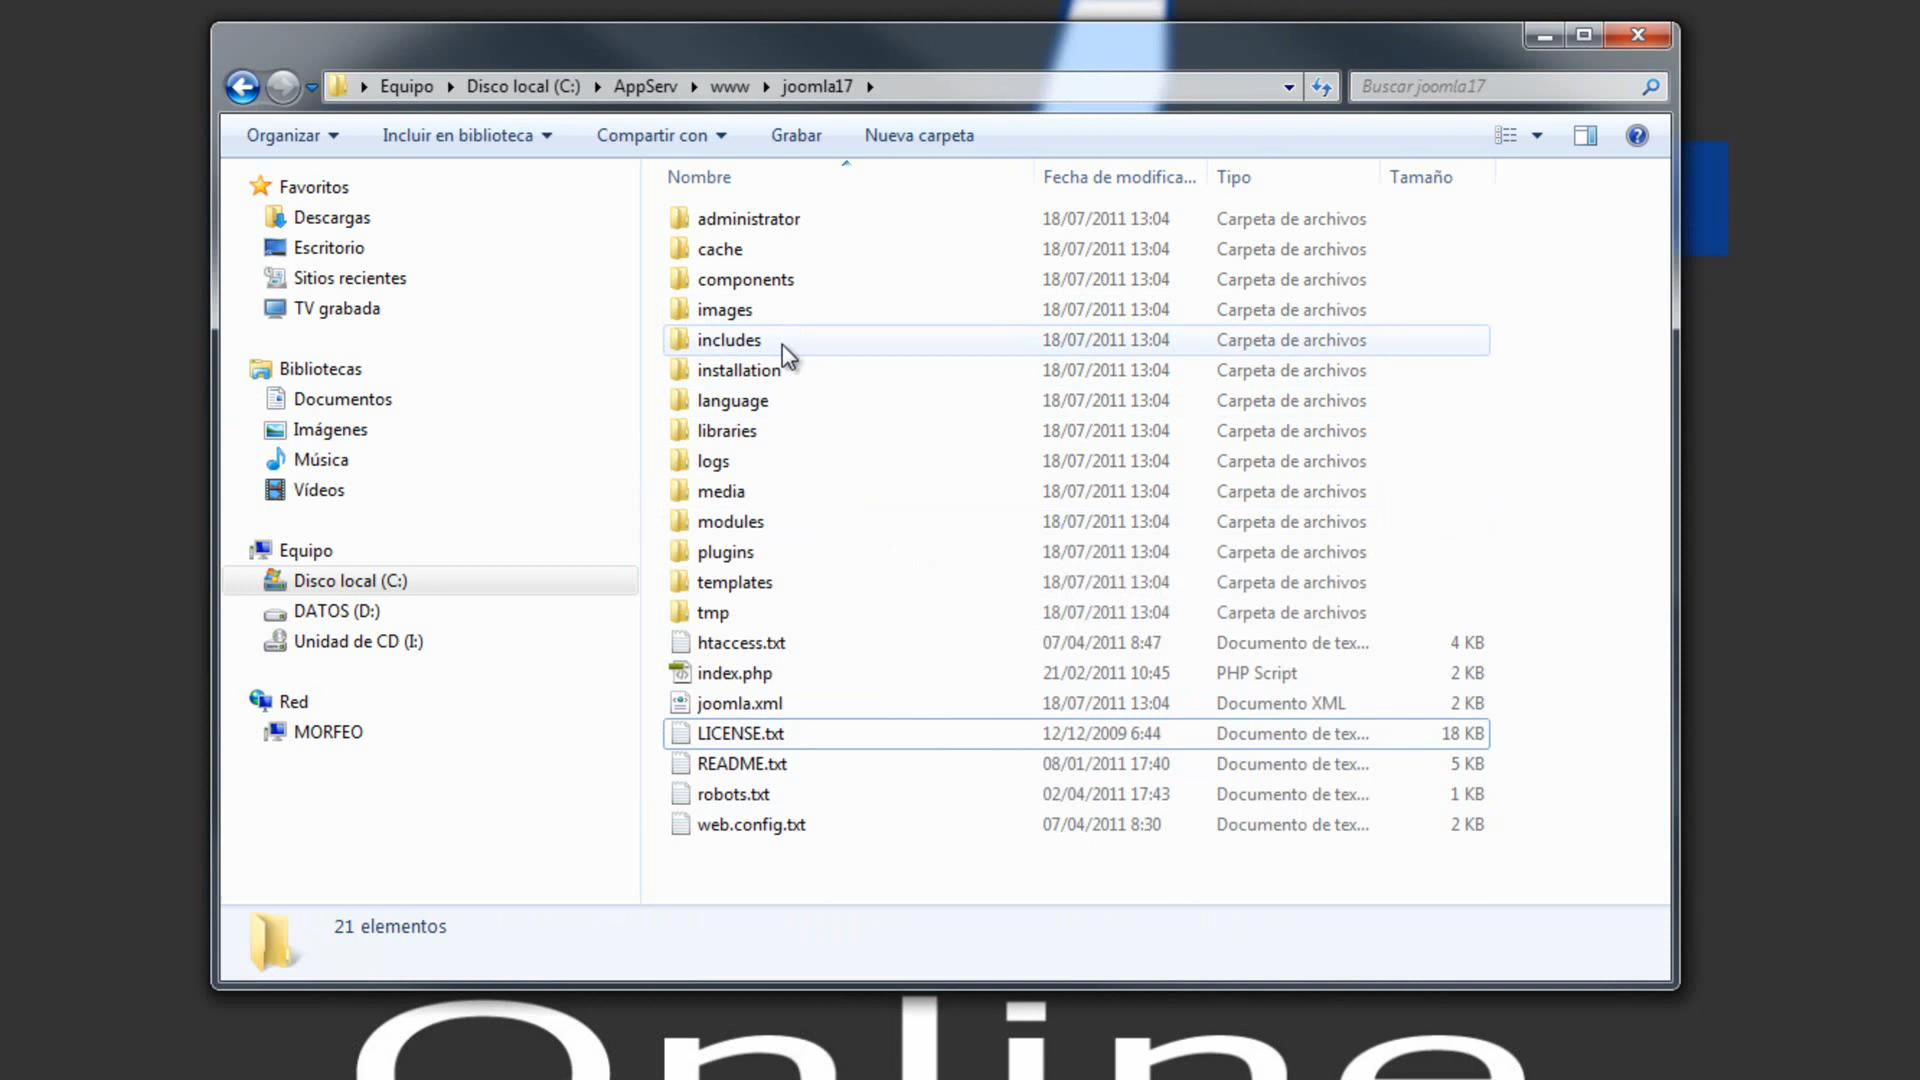 Equipo Disco local (C:) AppServ www joomla17 Buscar joomla17
Organizar Incluir en biblioteca Compartir con Grabar Nueva carpeta
Nombre Fecha de modifica... Tipo Tamaño
Favoritos
Descargas
Escritorio
Sitios recientes
TV grabada
Bibliotecas
Documentos
Imágenes
Música
Vídeos
Equipo
Disco local (C:)
DATOS (D:)
Unidad de CD (I:)
Red
MORFEO
administrator 18/07/2011 13:04 Carpeta de archivos
cache 18/07/2011 13:04 Carpeta de archivos
components 18/07/2011 13:04 Carpeta de archivos
images 18/07/2011 13:04 Carpeta de archivos
includes 18/07/2011 13:04 Carpeta de archivos
installation 18/07/2011 13:04 Carpeta de archivos
language 18/07/2011 13:04 Carpeta de archivos
libraries 18/07/2011 13:04 Carpeta de archivos
logs 18/07/2011 13:04 Carpeta de archivos
media 18/07/2011 13:04 Carpeta de archivos
modules 18/07/2011 13:04 Carpeta de archivos
plugins 18/07/2011 13:04 Carpeta de archivos
templates 18/07/2011 13:04 Carpeta de archivos
tmp 18/07/2011 13:04 Carpeta de archivos
htaccess.txt 07/04/2011 8:47 Documento de tex... 4 KB
index.php 21/02/2011 10:45 PHP Script 2 KB
joomla.xml 18/07/2011 13:04 Documento XML 2 KB
LICENSE.txt 12/12/2009 6:44 Documento de tex... 18 KB
README.txt 08/01/2011 17:40 Documento de tex... 5 KB
robots.txt 02/04/2011 17:43 Documento de tex... 1 KB
web.config.txt 07/04/2011 8:30 Documento de tex... 2 KB
21 elementos
Online